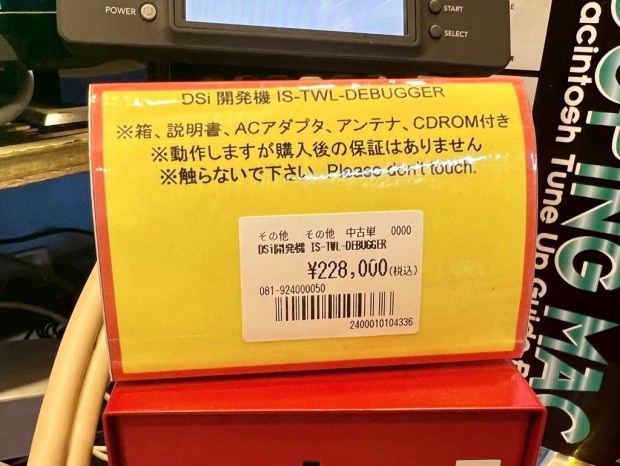 POWER
START
SELECT
DSi 開発機 IS-TWL-DEBUGGER
※箱、説明書、ACアダプタ、アンテナ、CDROM付き
※動作しますが購入後の保証はありません
※触らないで下さい。Please don't touch.
その他 その他 中古単 0000
DSi開発機 IS-TWL-DEBUGGER
¥228,000(税込)
081-924000050
2400010104336
OPING MAC
acintosh Tune Up Guide